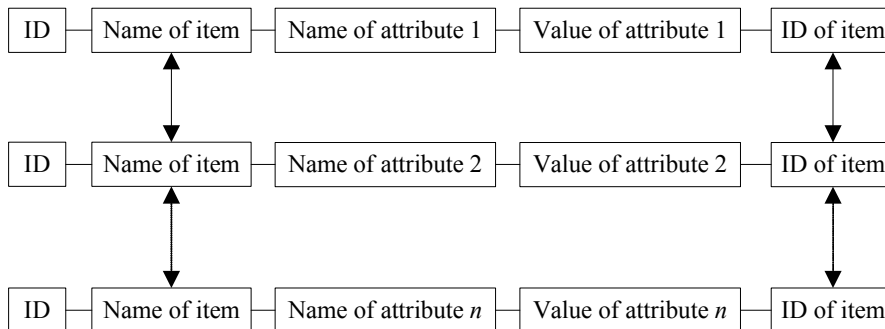 ID Name of item Name of attribute 1 Value of attribute 1 ID of item
ID Name of item Name of attribute 2 Value of attribute 2 ID of item
ID Name of item Name of attribute n Value of attribute n ID of item